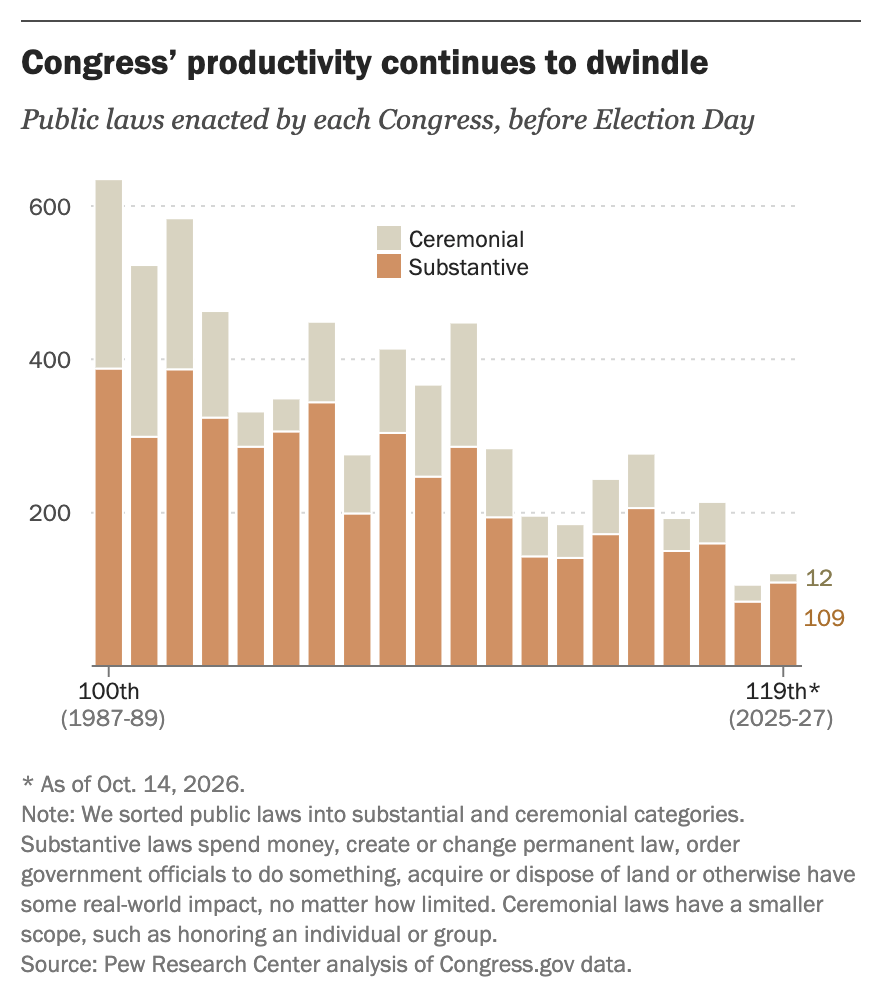 Congress’ productivity continues to dwindle
Public laws enacted by each Congress, before Election Day
600
Ceremonial
Substantive
400
200
12
109
100th
(1987-89)
119th*
(2025-27)
* As of Oct. 14, 2026.
Note: We sorted public laws into substantial and ceremonial categories.
Substantive laws spend money, create or change permanent law, order
government officials to do something, acquire or dispose of land or otherwise have
some real-world impact, no matter how limited. Ceremonial laws have a smaller
scope, such as honoring an individual or group.
Source: Pew Research Center analysis of Congress.gov data.